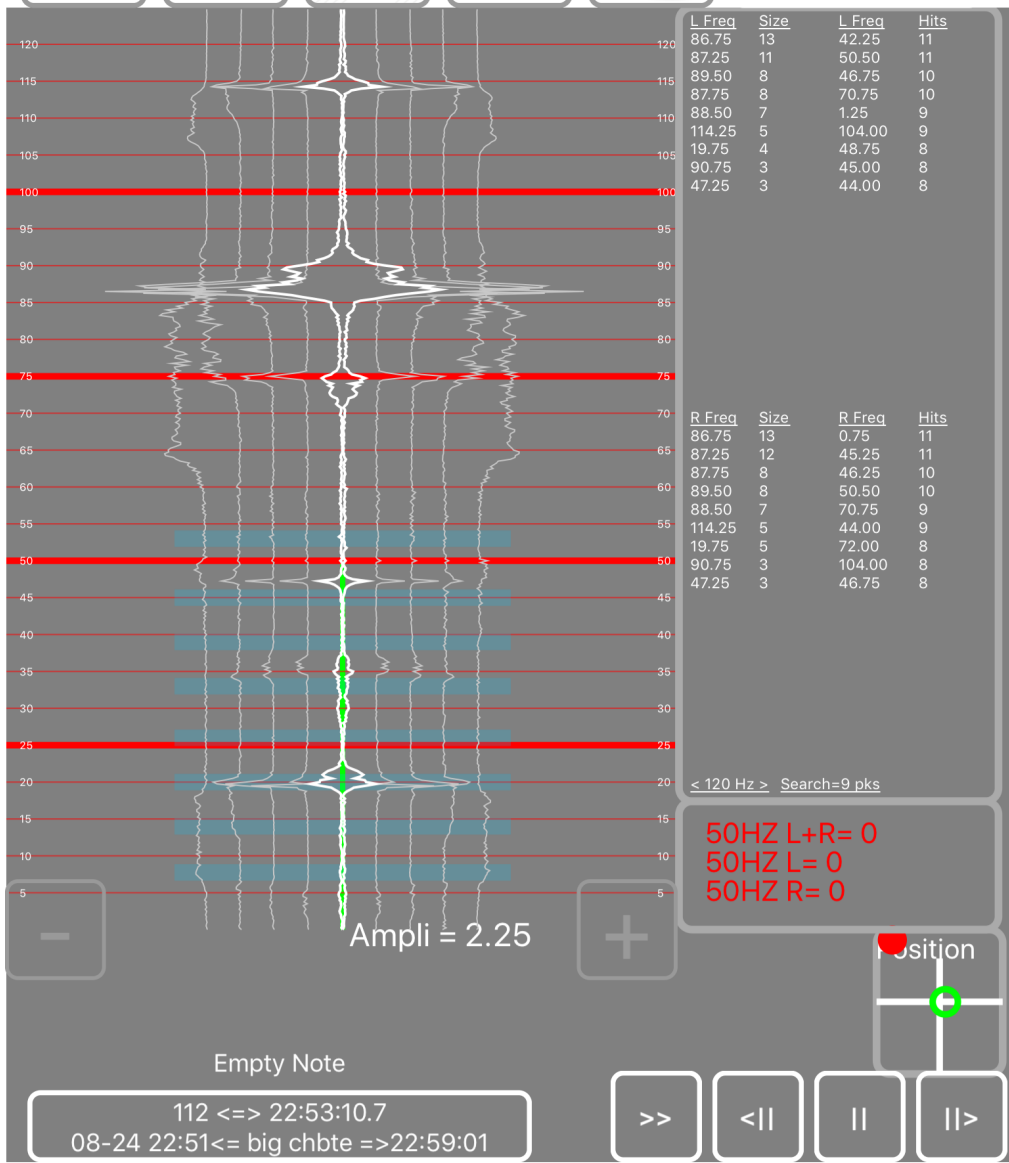 120 120
115 115
110 110
105 105
100 100
95 95
90 90
85 85
80 80
75 75
70 70
65 65
60 60
55 55
50 50
45 45
40 40
35 35
30 30
25 25
20 20
15 15
10 10
5 5
L Freq Size L Freq Hits
86.75 13 42.25 11
87.25 11 50.50 11
89.50 8 46.75 10
87.75 8 70.75 10
88.50 7 1.25 9
114.25 5 104.00 9
19.75 4 48.75 8
90.75 3 45.00 8
47.25 3 44.00 8
R Freq Size R Freq Hits
86.75 13 0.75 11
87.25 12 45.25 11
87.75 8 46.25 10
89.50 8 50.50 10
88.50 7 70.75 9
114.25 5 44.00 9
19.75 5 72.00 8
90.75 3 104.00 8
47.25 3 46.75 8
< 120 Hz > Search=9 pks
50HZ L+R= 0
50HZ L= 0
50HZ R= 0
− Ampli = 2.25 +
Position
Empty Note
112 <=> 22:53:10.7
08-24 22:51<= big chbte =>22:59:01
>> <|| || ||>